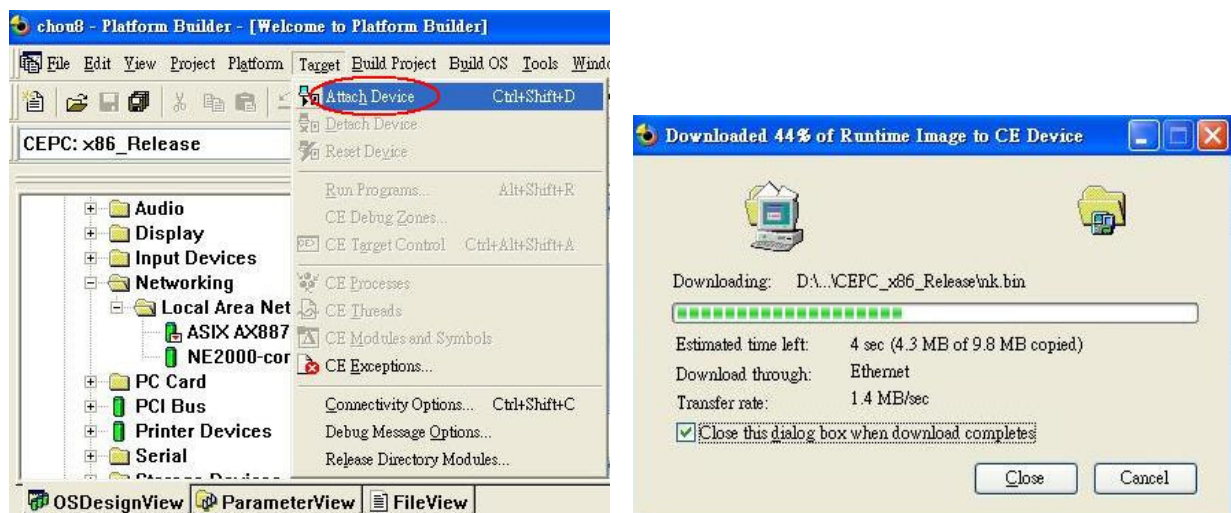 chou8 - Platform Builder - [Welcome to Platform Builder]
File Edit View Project Platform Target Build Project Build OS Tools
CEPC: x86_Release
Attach Device Ctrl+Shift+D
Detach Device
Reset Device
Run Programs... Alt+Shift+R
CE Debug Zones...
CE Target Control Ctrl+Alt+Shift+A
CE Processes
CE Threads
CE Modules and Symbols
CE Exceptions...
Connectivity Options... Ctrl+Shift+C
Debug Message Options...
Release Directory Modules...
Audio
Display
Input Devices
Networking
Local Area Net
ASIX AX887
NE2000-cor
PC Card
PCI Bus
Printer Devices
Serial
OSDesignView ParameterView FileView
Downloaded 44% of Runtime Image to CE Device
Downloading: D:\...\CEPC_x86_Release\nk.bin
Estimated time left: 4 sec (4.3 MB of 9.8 MB copied)
Download through: Ethernet
Transfer rate: 1.4 MB/sec
Close this dialog box when download completes
Close Cancel